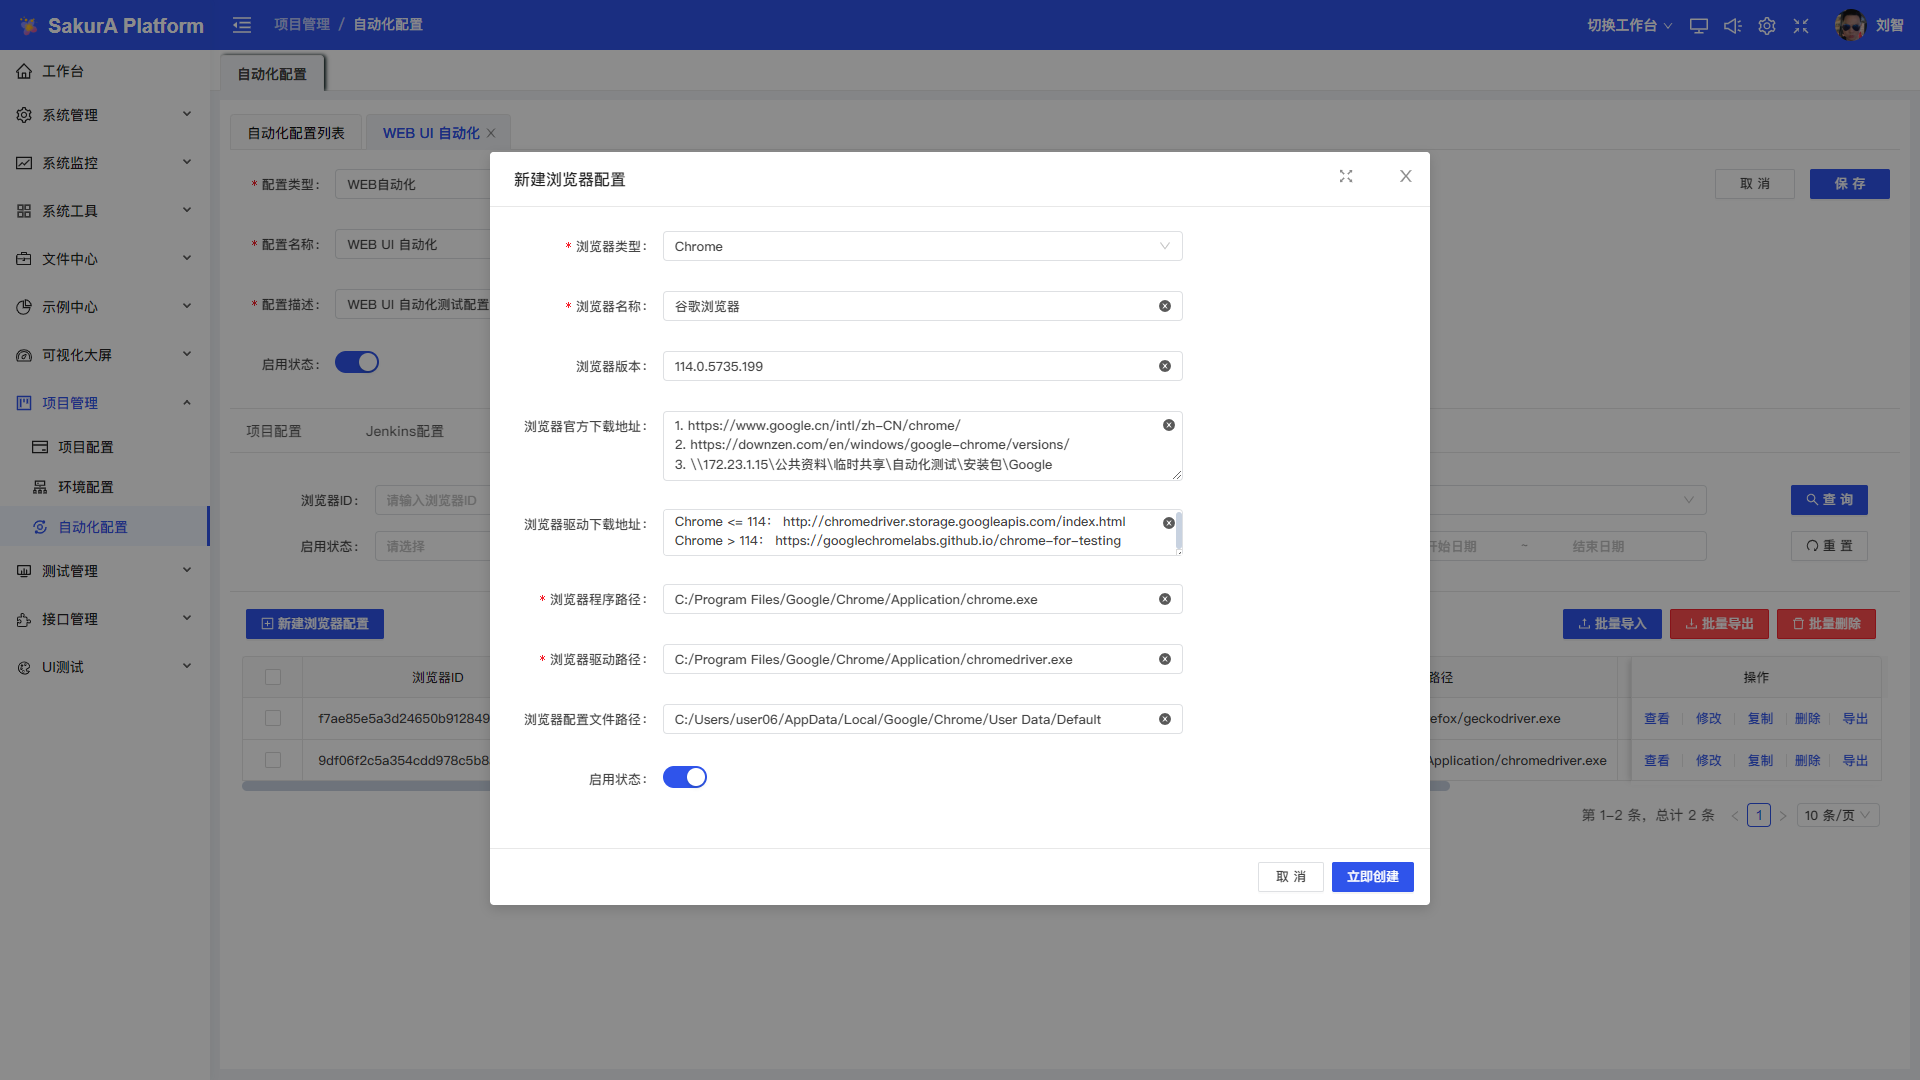 SakurA Platform
项目管理 / 自动化配置
切换工作台
刘智
工作台
系统管理
系统监控
系统工具
文件中心
示例中心
可视化大屏
项目管理
项目配置
环境配置
自动化配置
测试管理
接口管理
UI测试
自动化配置
自动化配置列表
WEB UI 自动化
* 配置类型：
WEB自动化
取 消
保 存
* 配置名称：
WEB UI 自动化
* 配置描述：
WEB UI 自动化测试配置
启用状态：
项目配置
Jenkins配置
浏览器ID：
请输入浏览器ID
查 询
启用状态：
请选择
开始日期
~
结束日期
重 置
新建浏览器配置
批量导入
批量导出
批量删除
浏览器ID
路径
操作
f7ae85e5a3d24650b912849
efox/geckodriver.exe
查看
修改
复制
删除
导出
9df06f2c5a354cdd978c5b8
Application/chromedriver.exe
查看
修改
复制
删除
导出
第 1-2 条，总计 2 条
1
10 条/页
新建浏览器配置
* 浏览器类型：
Chrome
* 浏览器名称：
谷歌浏览器
浏览器版本：
114.0.5735.199
浏览器官方下载地址：
1. https://www.google.cn/intl/zh-CN/chrome/
2. https://downzen.com/en/windows/google-chrome/versions/
3. \\172.23.1.15\公共资料\临时共享\自动化测试\安装包\Google
浏览器驱动下载地址：
Chrome <= 114： http://chromedriver.storage.googleapis.com/index.html
Chrome > 114： https://googlechromelabs.github.io/chrome-for-testing
* 浏览器程序路径：
C:/Program Files/Google/Chrome/Application/chrome.exe
* 浏览器驱动路径：
C:/Program Files/Google/Chrome/Application/chromedriver.exe
浏览器配置文件路径：
C:/Users/user06/AppData/Local/Google/Chrome/User Data/Default
启用状态：
取 消
立即创建